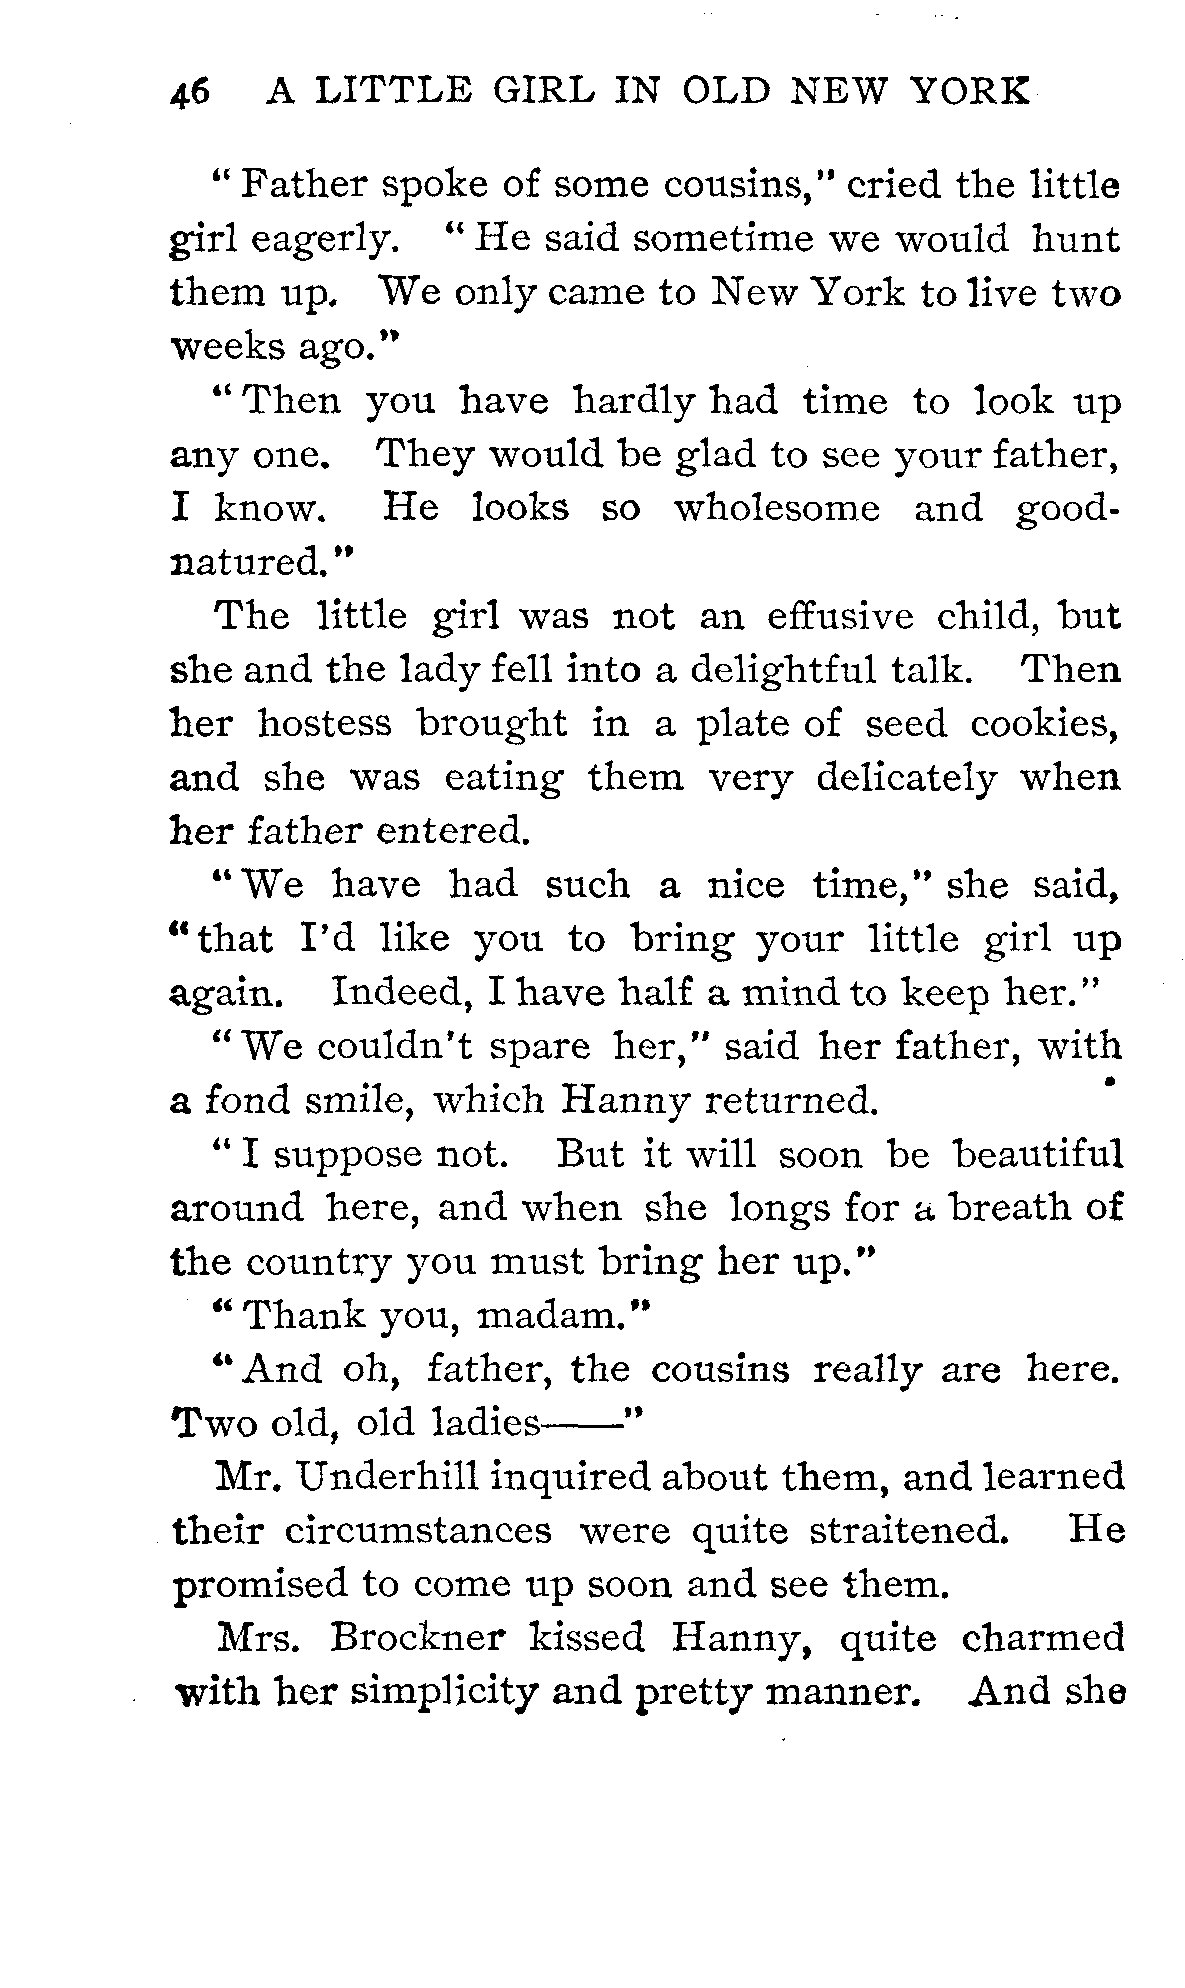 46 A LITTLE GIRL IN OLD NEW YORK
" Father spoke of some cousins," cried the little
girl eagerly. " He said sometime we would hunt
them up. We only came to New York to live two
weeks ago."
" Then you have hardly had time to look up
any one. They would be glad to see your father,
I know. He looks so wholesome and good-
natured."
The little girl was not an effusive child, but
she and the lady fell into a delightful talk. Then
her hostess brought in a plate of seed cookies,
and she was eating them very delicately when
her father entered.
" We have had such a nice time," she said,
" that I'd like you to bring your little girl up
again. Indeed, I have half a mind to keep her."
" We couldn't spare her," said her father, with
a fond smile, which Hanny returned.
" I suppose not. But it will soon be beautiful
around here, and when she longs for a breath of
the country you must bring her up."
" Thank you, madam."
" And oh, father, the cousins really are here.
Two old, old ladies——"
Mr. Underhill inquired about them, and learned
their circumstances were quite straitened. He
promised to come up soon and see them.
Mrs. Brockner kissed Hanny, quite charmed
with her simplicity and pretty manner. And she